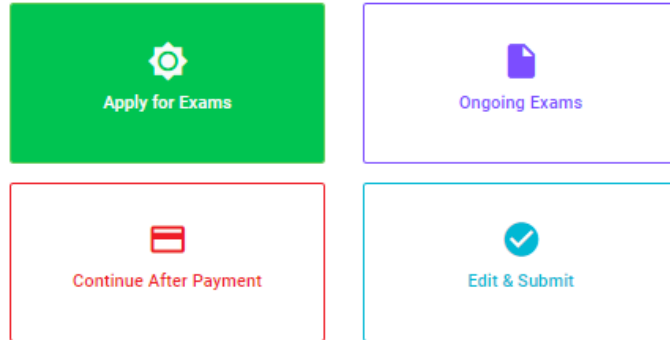 Apply for Exams
Ongoing Exams
Continue After Payment
Edit & Submit